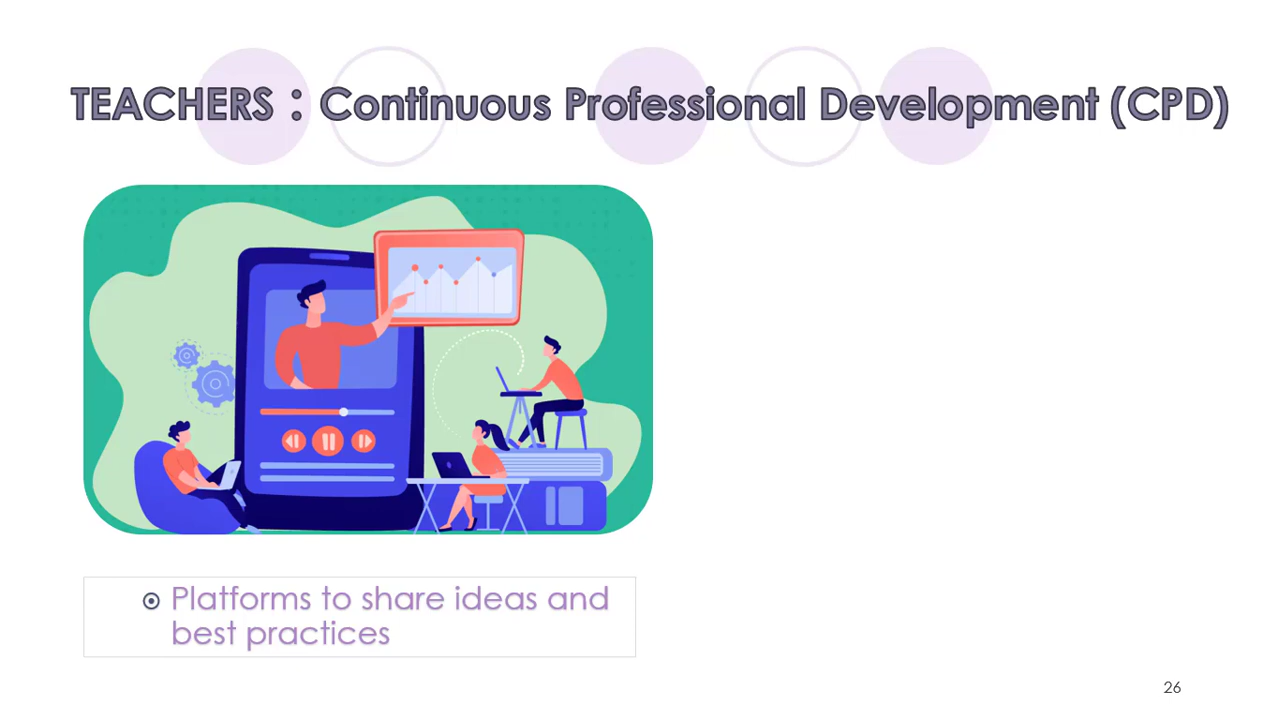 TEACHERS : Continuous Professional Development (CPD)
Platforms to share ideas and
best practices
26